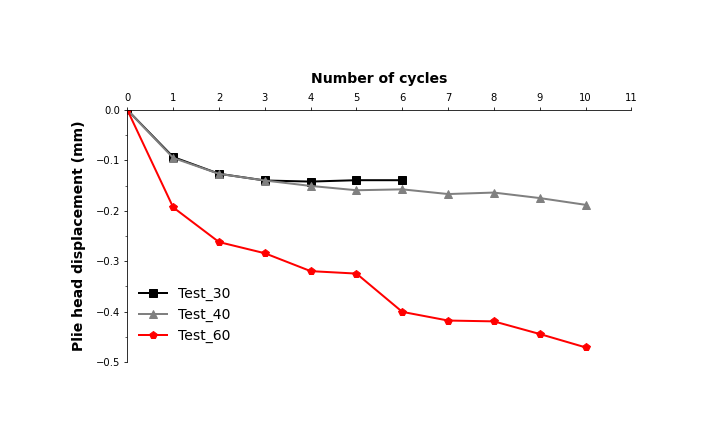 Number of cycles
0 1 2 3 4 5 6 7 8 9 10 11
Plie head displacement (mm)
0.0
−0.1
−0.2
−0.3
−0.4
−0.5
Test_30
Test_40
Test_60